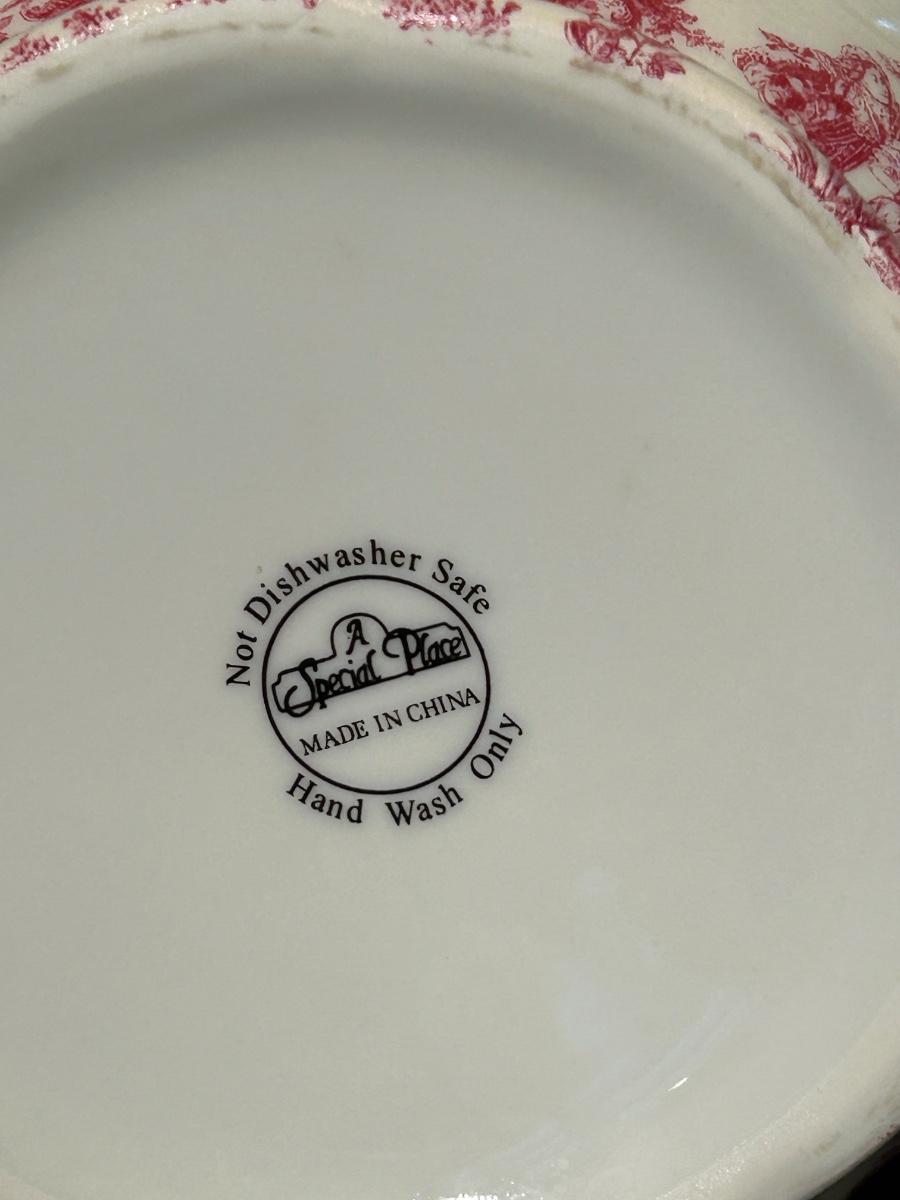 Not Dishwasher Safe
A
Special Place
MADE IN CHINA
Hand Wash Only